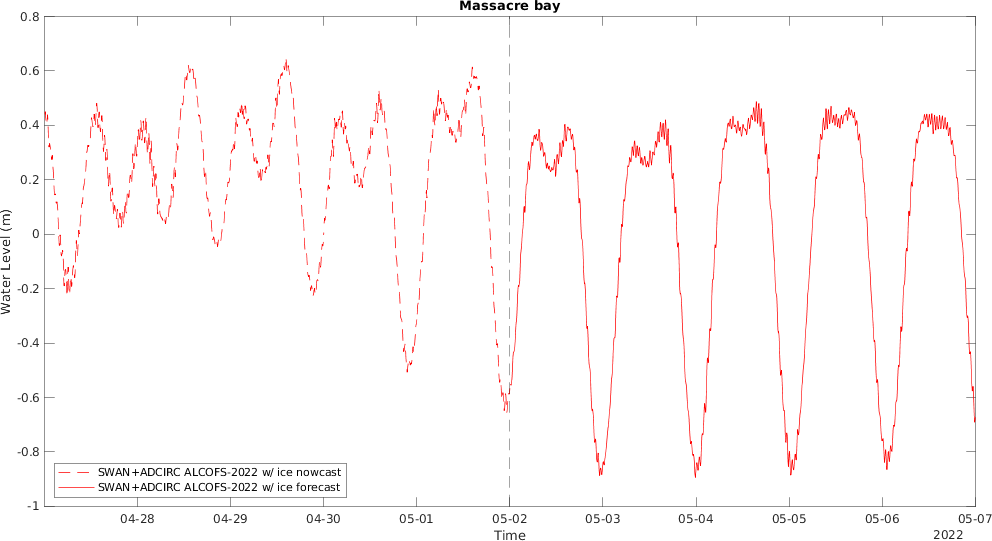 Massacre bay
0.8
0.6
0.4
0.2
0
-0.2
-0.4
-0.6
-0.8
-1
Water Level (m)
SWAN+ADCIRC ALCOFS-2022 w/ ice nowcast
SWAN+ADCIRC ALCOFS-2022 w/ ice forecast
04-28 04-29 04-30 05-01 05-02 05-03 05-04 05-05 05-06 05-07
Time
2022